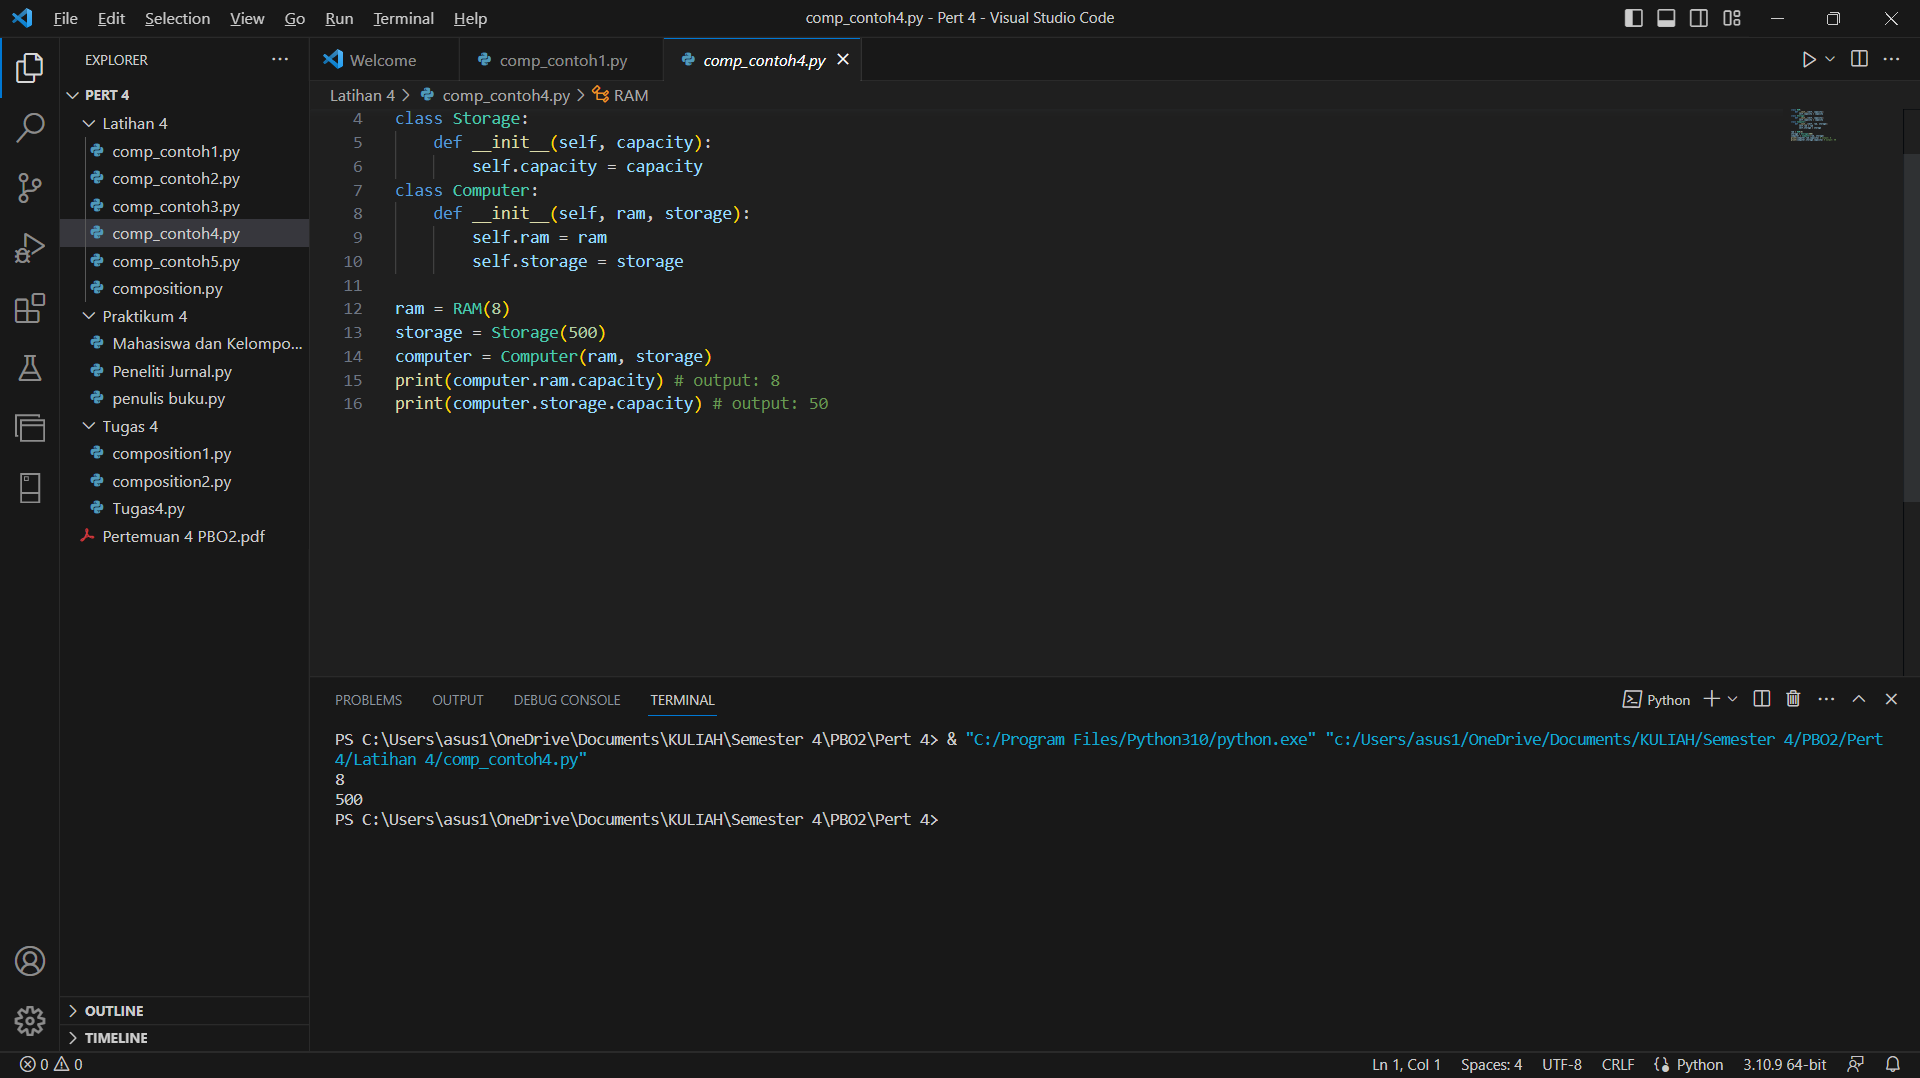 File Edit Selection View Go Run Terminal Help
comp_contoh4.py - Pert 4 - Visual Studio Code
EXPLORER
PERT 4
Latihan 4
comp_contoh1.py
comp_contoh2.py
comp_contoh3.py
comp_contoh4.py
comp_contoh5.py
composition.py
Praktikum 4
Mahasiswa dan Kelompo...
Peneliti Jurnal.py
penulis buku.py
Tugas 4
composition1.py
composition2.py
Tugas4.py
Pertemuan 4 PBO2.pdf
OUTLINE
TIMELINE
Welcome
comp_contoh1.py
comp_contoh4.py
Latihan 4 > comp_contoh4.py > RAM
4 class Storage:
5     def __init__(self, capacity):
6         self.capacity = capacity
7 class Computer:
8     def __init__(self, ram, storage):
9         self.ram = ram
10         self.storage = storage
11
12 ram = RAM(8)
13 storage = Storage(500)
14 computer = Computer(ram, storage)
15 print(computer.ram.capacity) # output: 8
16 print(computer.storage.capacity) # output: 50
PROBLEMS OUTPUT DEBUG CONSOLE TERMINAL
Python
PS C:\Users\asus1\OneDrive\Documents\KULIAH\Semester 4\PBO2\Pert 4> & "C:/Program Files/Python310/python.exe" "c:/Users/asus1/OneDrive/Documents/KULIAH/Semester 4/PBO2/Pert
4/Latihan 4/comp_contoh4.py"
8
500
PS C:\Users\asus1\OneDrive\Documents\KULIAH\Semester 4\PBO2\Pert 4>
0 0
Ln 1, Col 1 Spaces: 4 UTF-8 CRLF Python 3.10.9 64-bit